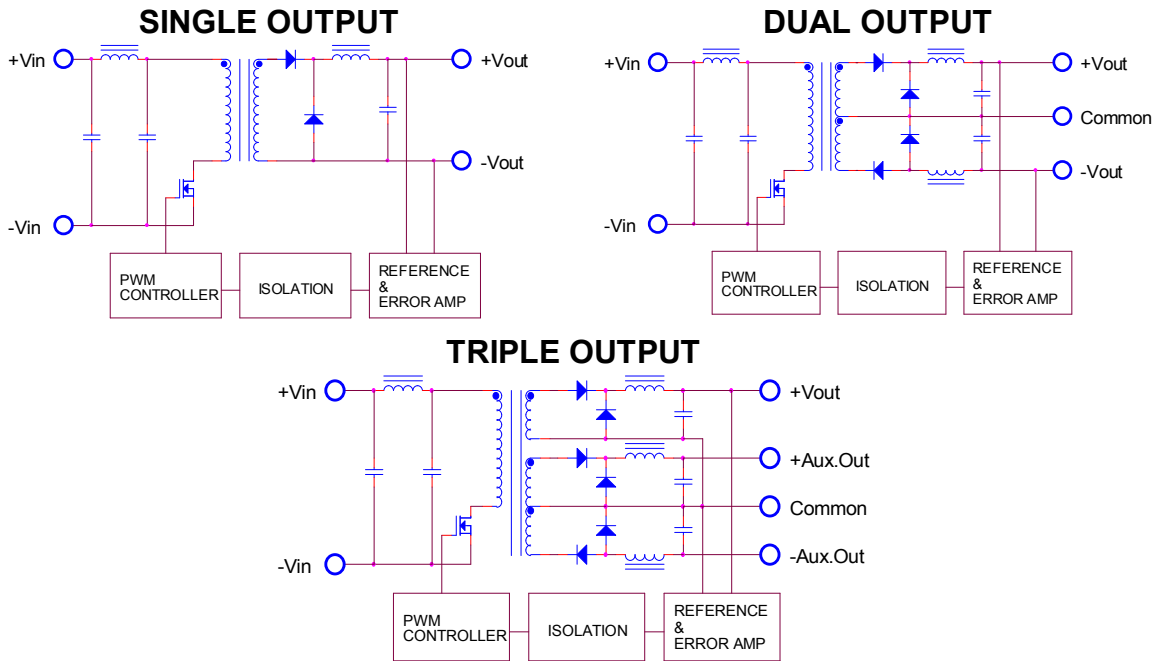 SINGLE OUTPUT
+Vin
+Vout
-Vout
-Vin
PWM
CONTROLLER
ISOLATION
REFERENCE
&
ERROR AMP
DUAL OUTPUT
+Vin
+Vout
Common
-Vout
-Vin
PWM
CONTROLLER
ISOLATION
REFERENCE
&
ERROR AMP
TRIPLE OUTPUT
+Vin
+Vout
+Aux.Out
Common
-Aux.Out
-Vin
PWM
CONTROLLER
ISOLATION
REFERENCE
&
ERROR AMP